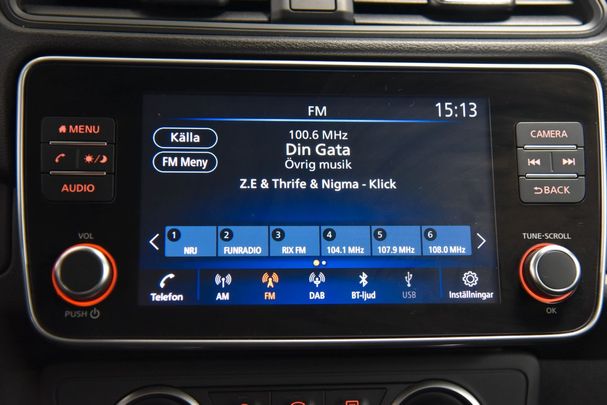 FM 15:13
MENU
AUDIO
VOL
PUSH
Källa
FM Meny
100.6 MHz
Din Gata
Övrig musik
Z.E & Thrife & Nigma - Klick
1 NRJ
2 FUNRADIO
3 RIX FM
4 104.1 MHz
5 107.9 MHz
6 108.0 MHz
Telefon
AM
FM
DAB
BT-ljud
USB
Inställningar
CAMERA
BACK
TUNE-SCROLL
OK